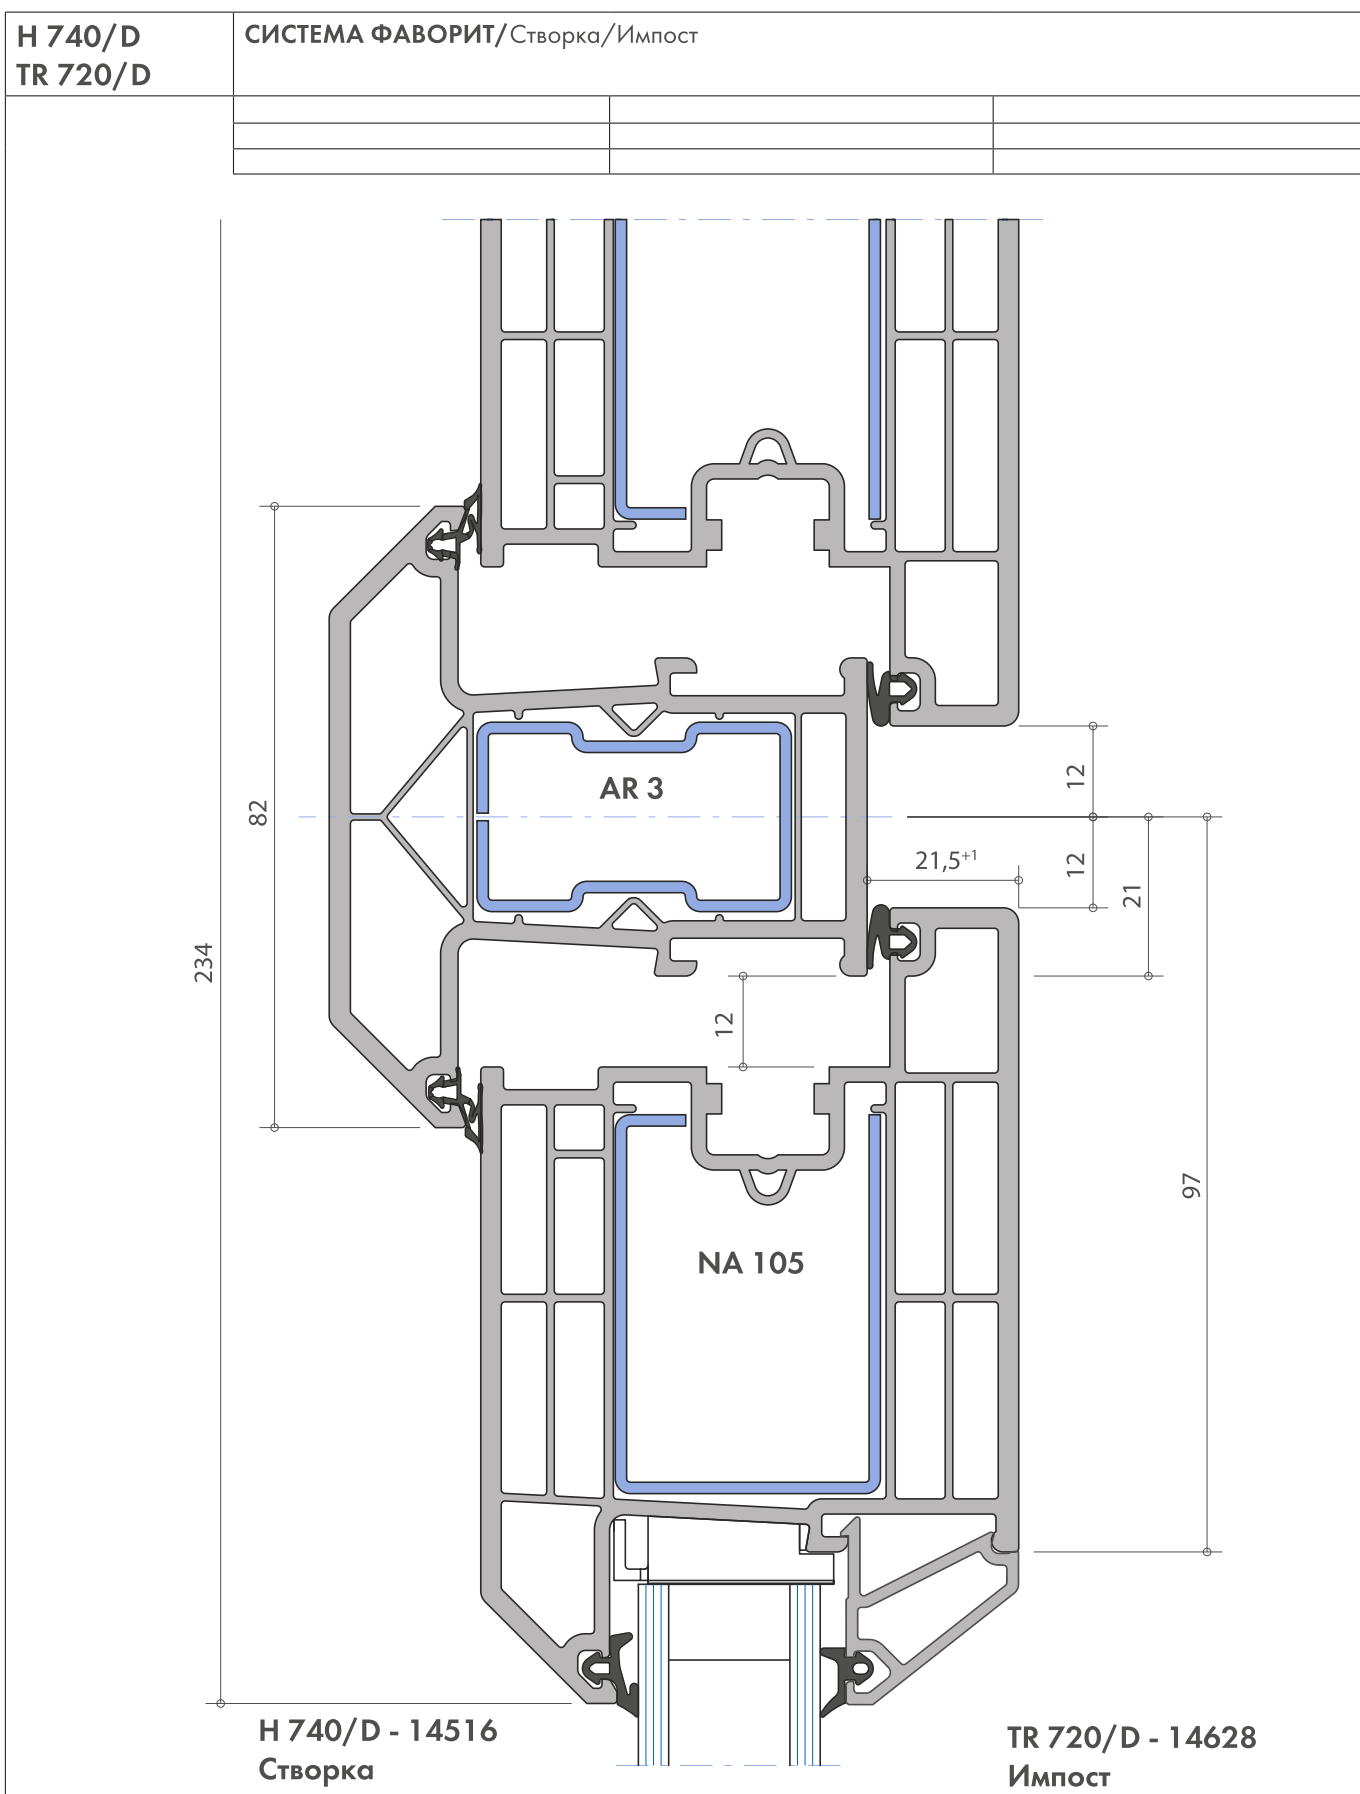 H 740/D
TR 720/D
СИСТЕМА ФАВОРИТ/Створка/Импост
AR 3
12
82
21,5+1
12
21
234
12
97
NA 105
H 740/D - 14516
Створка
TR 720/D - 14628
Импост